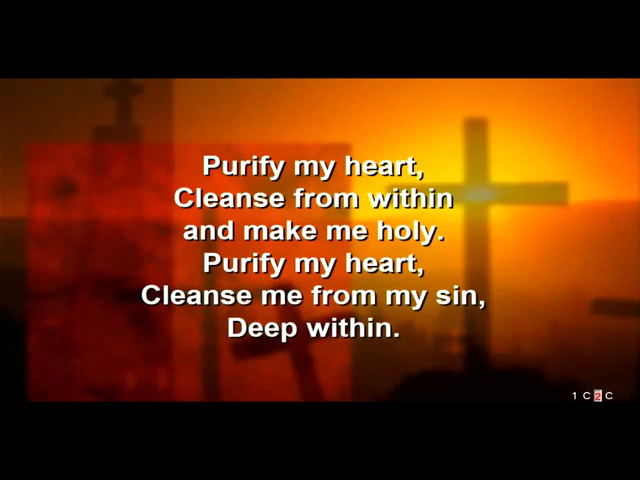 Purify my heart,
Cleanse from within
and make me holy.
Purify my heart,
Cleanse me from my sin,
Deep within.
1 C 2 C